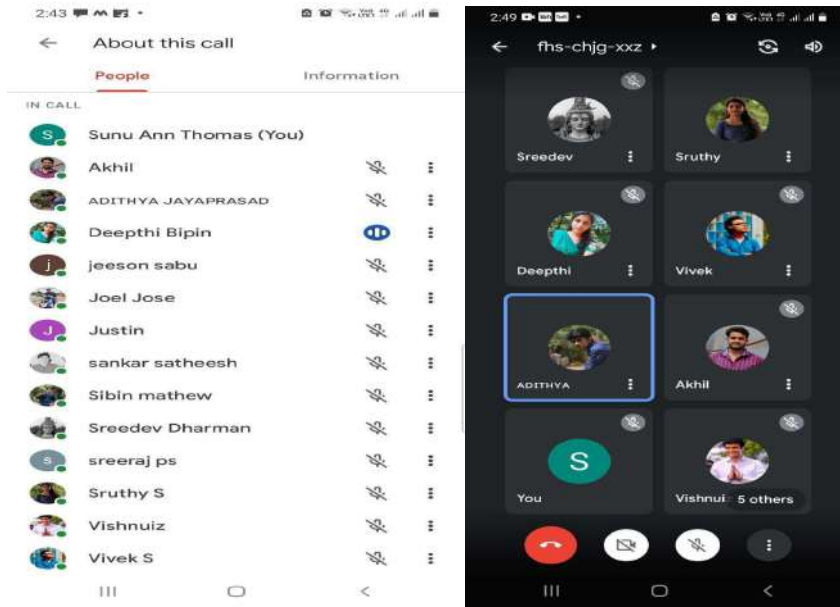 2:43
About this call
People
Information
IN CALL
S Sunu Ann Thomas (You)
Akhil
ADITHYA JAYAPRASAD
Deepthi Bipin
j jeeson sabu
Joel Jose
J Justin
sankar satheesh
Sibin mathew
Sreedev Dharman
s sreeraj ps
Sruthy S
Vishnuiz
Vivek S
2:49
fhs-chjg-xxz
Sreedev
Sruthy
Deepthi
Vivek
ADITHYA
Akhil
S
You
Vishnui
5 others